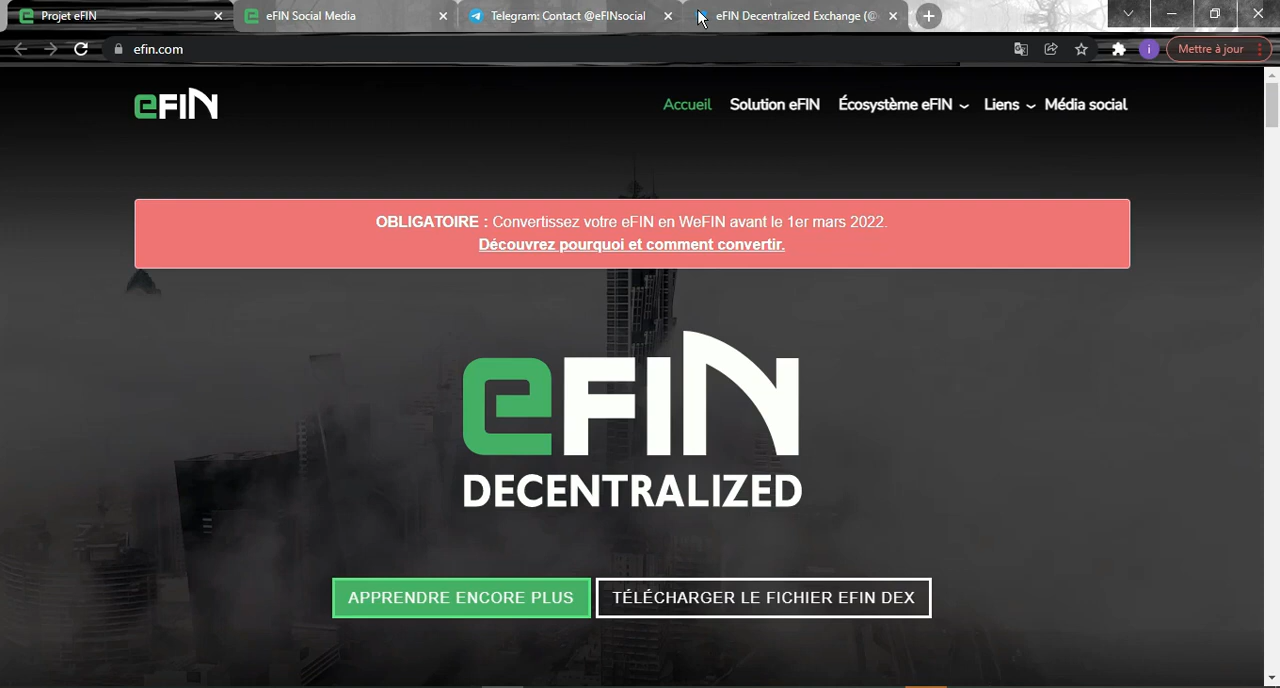 Projet eFIN
eFIN Social Media
Telegram: Contact @eFINsocial
eFIN Decentralized Exchange (@
efin.com
i
Mettre à jour
eFIN
Accueil
Solution eFIN
Écosystème eFIN
Liens
Média social
OBLIGATOIRE : Convertissez votre eFIN en WeFIN avant le 1er mars 2022.
Découvrez pourquoi et comment convertir.
eFIN
DECENTRALIZED
APPRENDRE ENCORE PLUS
TÉLÉCHARGER LE FICHIER EFIN DEX